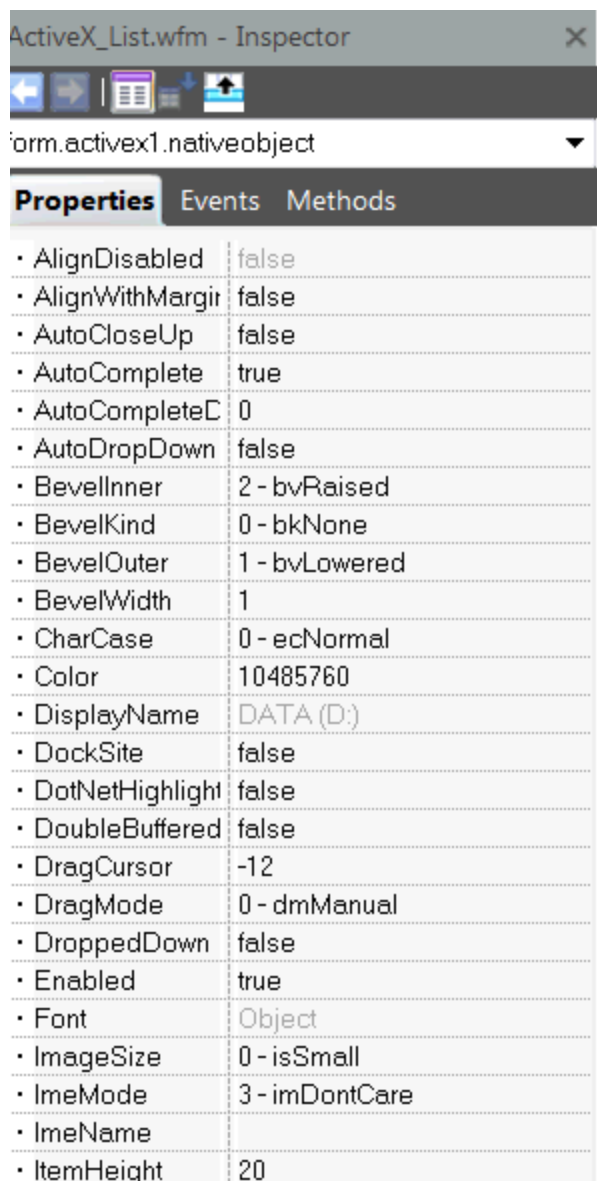 ActiveX_List.wfm - Inspector
form.activex1.nativeobject
Properties Events Methods
AlignDisabled false
AlignWithMargin false
AutoCloseUp false
AutoComplete true
AutoCompleteD 0
AutoDropDown false
BevelInner 2 - bvRaised
BevelKind 0 - bkNone
BevelOuter 1 - bvLowered
BevelWidth 1
CharCase 0 - ecNormal
Color 10485760
DisplayName DATA (D:)
DockSite false
DotNetHighlight false
DoubleBuffered false
DragCursor -12
DragMode 0 - dmManual
DroppedDown false
Enabled true
Font Object
ImageSize 0 - isSmall
ImeMode 3 - imDontCare
ImeName
ItemHeight 20